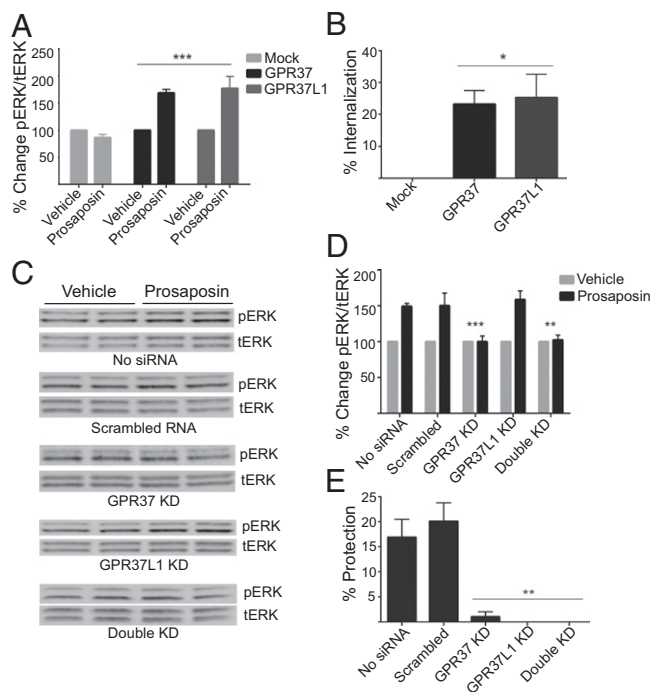 A
% Change pERK/tERK
250
200
150
100
50
***
Mock
GPR37
GPR37L1
Vehicle
Prosaposin
Vehicle
Prosaposin
Vehicle
Prosaposin
B
% Internalization
40
30
20
10
*
Mock
GPR37
GPR37L1
C
Vehicle Prosaposin
pERK
tERK
No siRNA
pERK
tERK
Scrambled RNA
pERK
tERK
GPR37 KD
pERK
tERK
GPR37L1 KD
pERK
tERK
Double KD
D
% Change pERK/tERK
200
150
100
50
Vehicle
Prosaposin
***
**
No siRNA
Scrambled
GPR37 KD
GPR37L1 KD
Double KD
E
% Protection
25
20
15
10
5
**
No siRNA
Scrambled
GPR37 KD
GPR37L1 KD
Double KD